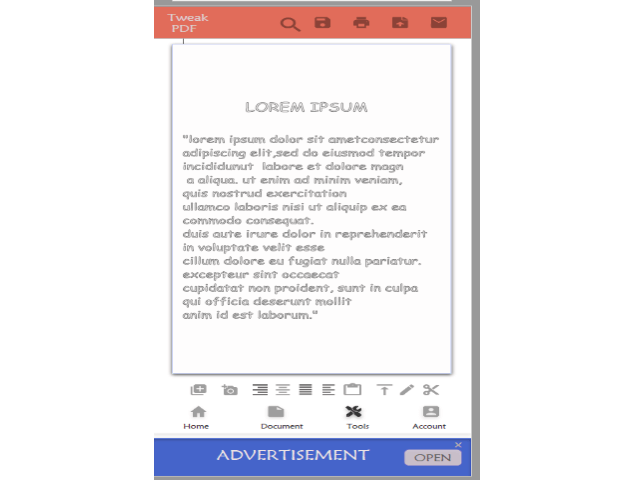 Tweak
PDF
LOREM IPSUM
"lorem ipsum dolor sit ametconsectetur
adipiscing elit,sed do eiusmod tempor
incididunut labore et dolore magn
a aliqua. ut enim ad minim veniam,
quis nostrud exercitation
ullamco laboris nisi ut aliquip ex ea
commodo consequat.
duis aute irure dolor in reprehenderit
in voluptate velit esse
cillum dolore eu fugiat nulla pariatur.
excepteur sint occaecat
cupidatat non proident, sunt in culpa
qui officia deserunt mollit
anim id est laborum."
Home Document Tools Account
ADVERTISEMENT OPEN